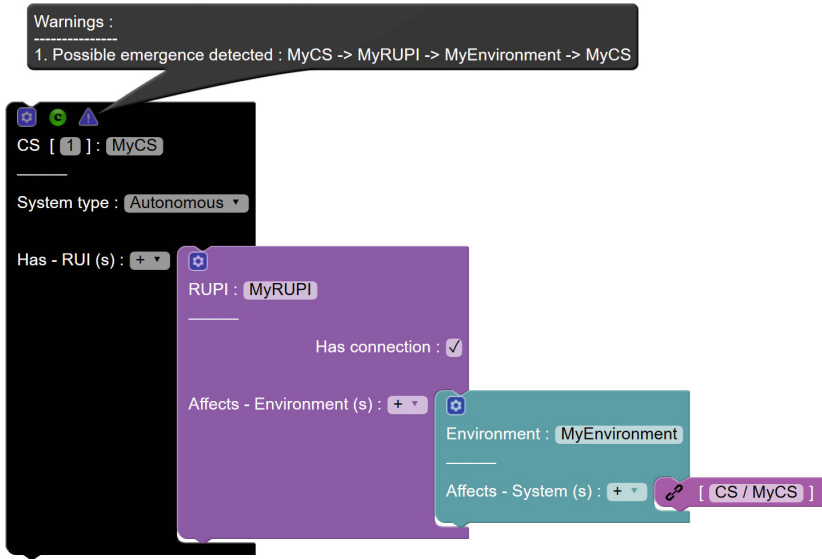 Warnings :
---------------
1. Possible emergence detected : MyCS -> MyRUPI -> MyEnvironment -> MyCS
C
CS [ 1 ] : MyCS
System type : Autonomous
Has - RUI (s) : +
RUPI : MyRUPI
Has connection : ✓
Affects - Environment (s) : +
Environment : MyEnvironment
Affects - System (s) : + [ CS / MyCS ]